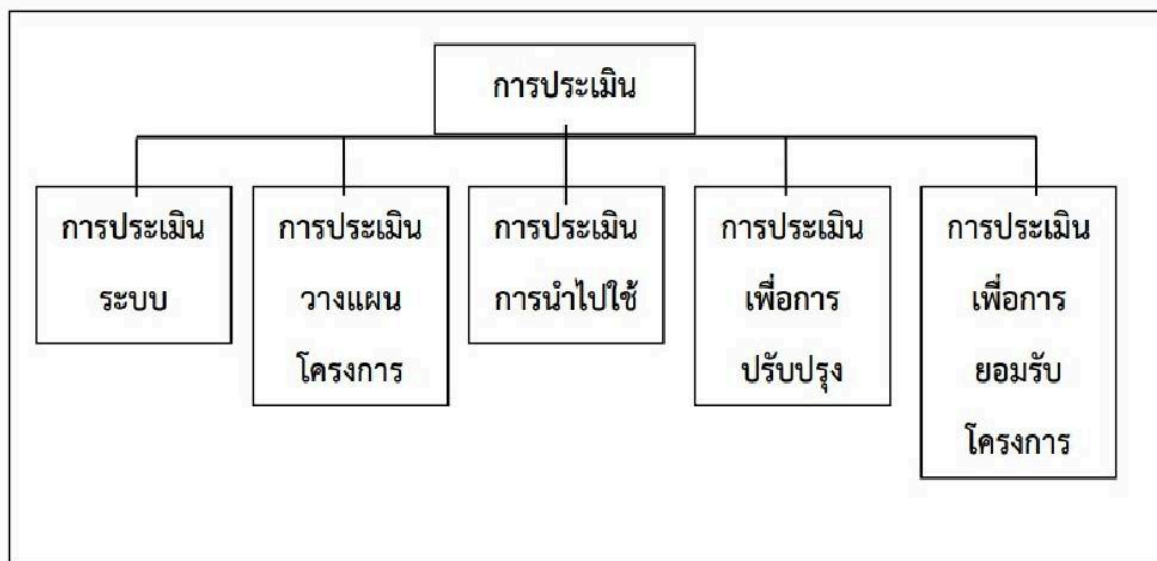 การประเมิน
การประเมิน
ระบบ
การประเมิน
วางแผน
โครงการ
การประเมิน
การนำไปใช้
การประเมิน
เพื่อการ
ปรับปรุง
การประเมิน
เพื่อการ
ยอมรับ
โครงการ